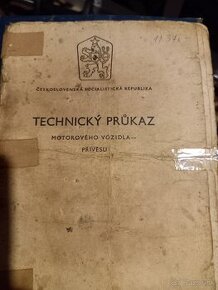 ČESKOSLOVENSKÁ SOCIALISTICKÁ REPUBLIKA
TECHNICKÝ PRŮKAZ
MOTOROVÉHO VOZIDLA
PŘÍVĚSU